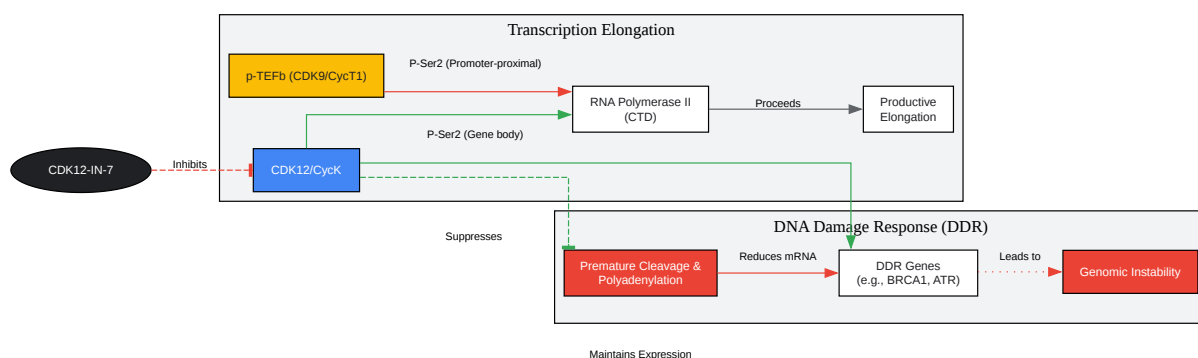 Transcription Elongation
p-TEFb (CDK9/CycT1)
P-Ser2 (Promoter-proximal)
RNA Polymerase II
(CTD)
Proceeds
Productive
Elongation
P-Ser2 (Gene body)
CDK12-IN-7
Inhibits
CDK12/CycK
DNA Damage Response (DDR)
Suppresses
Premature Cleavage &
Polyadenylation
Reduces mRNA
DDR Genes
(e.g., BRCA1, ATR)
Leads to
Genomic Instability
Maintains Expression